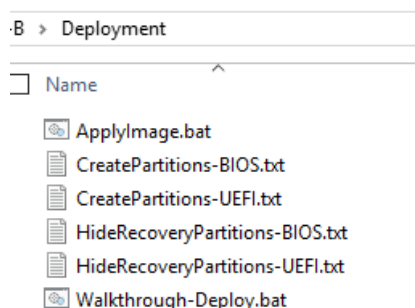 -B > Deployment
Name
ApplyImage.bat
CreatePartitions-BIOS.txt
CreatePartitions-UEFI.txt
HideRecoveryPartitions-BIOS.txt
HideRecoveryPartitions-UEFI.txt
Walkthrough-Deploy.bat